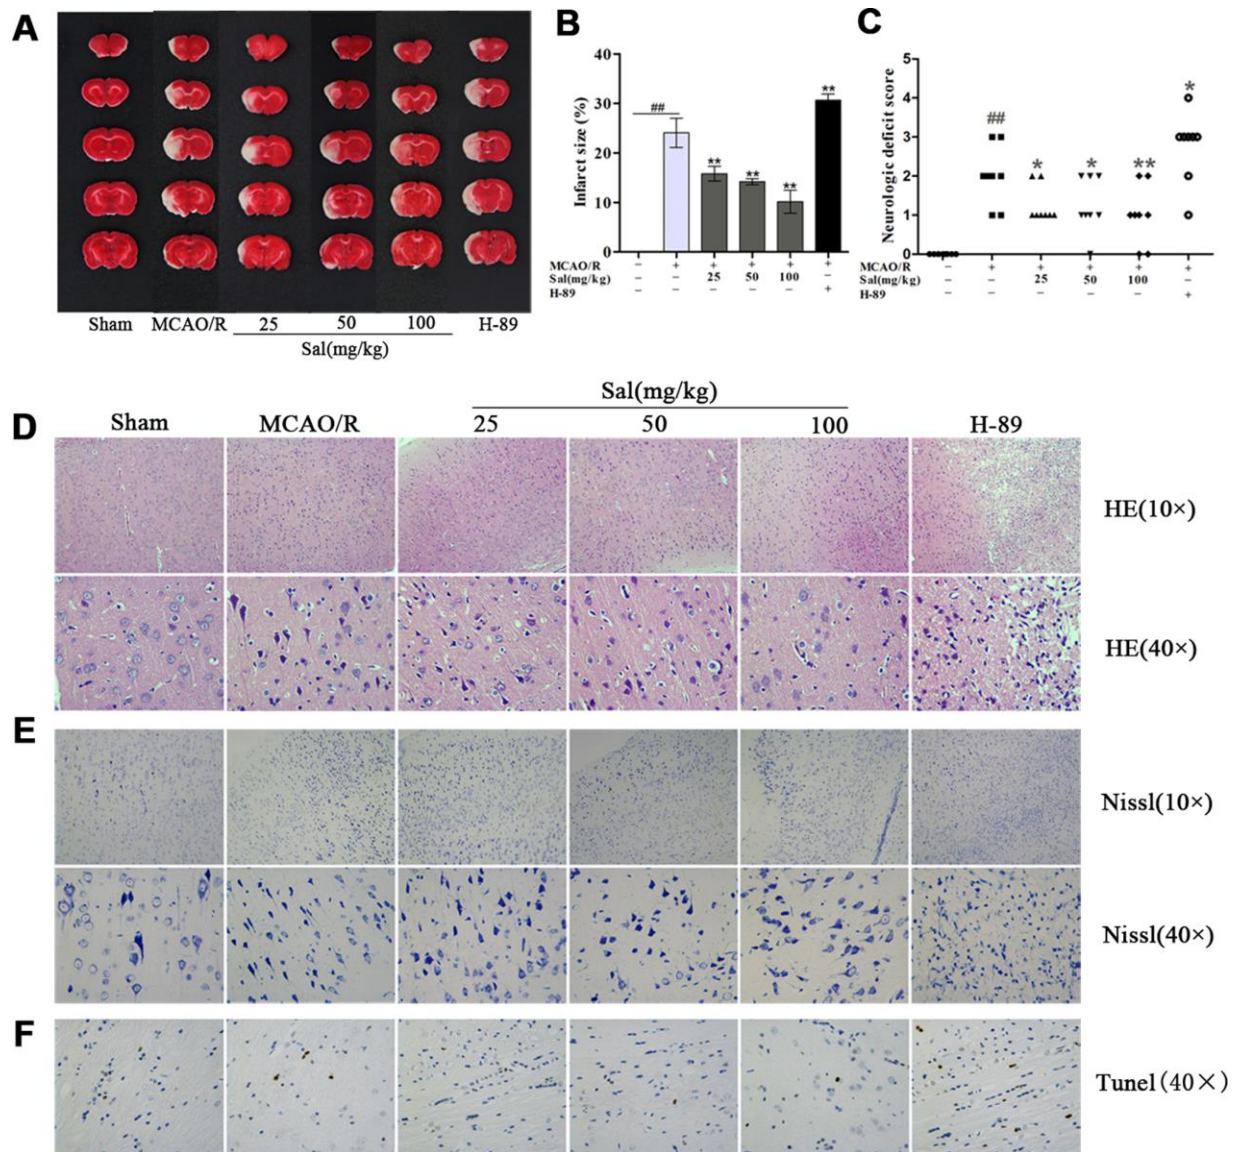 A
Sham MCAO/R 25 50 100 H-89
Sal(mg/kg)
B
Infarct size (%)
40
30
20
10
0
##
**
**
**
**
MCAO/R − + + + + +
Sal(mg/kg) − − 25 50 100 −
H-89 − − − − − +
C
Neurologic deficit score
5
4
3
2
1
0
##
*
*
**
*
MCAO/R − + + + + +
Sal(mg/kg) − − 25 50 100 −
H-89 − − − − − +
Sal(mg/kg)
D Sham MCAO/R 25 50 100 H-89
HE(10×)
HE(40×)
E
Nissl(10×)
Nissl(40×)
F
Tunel(40×)